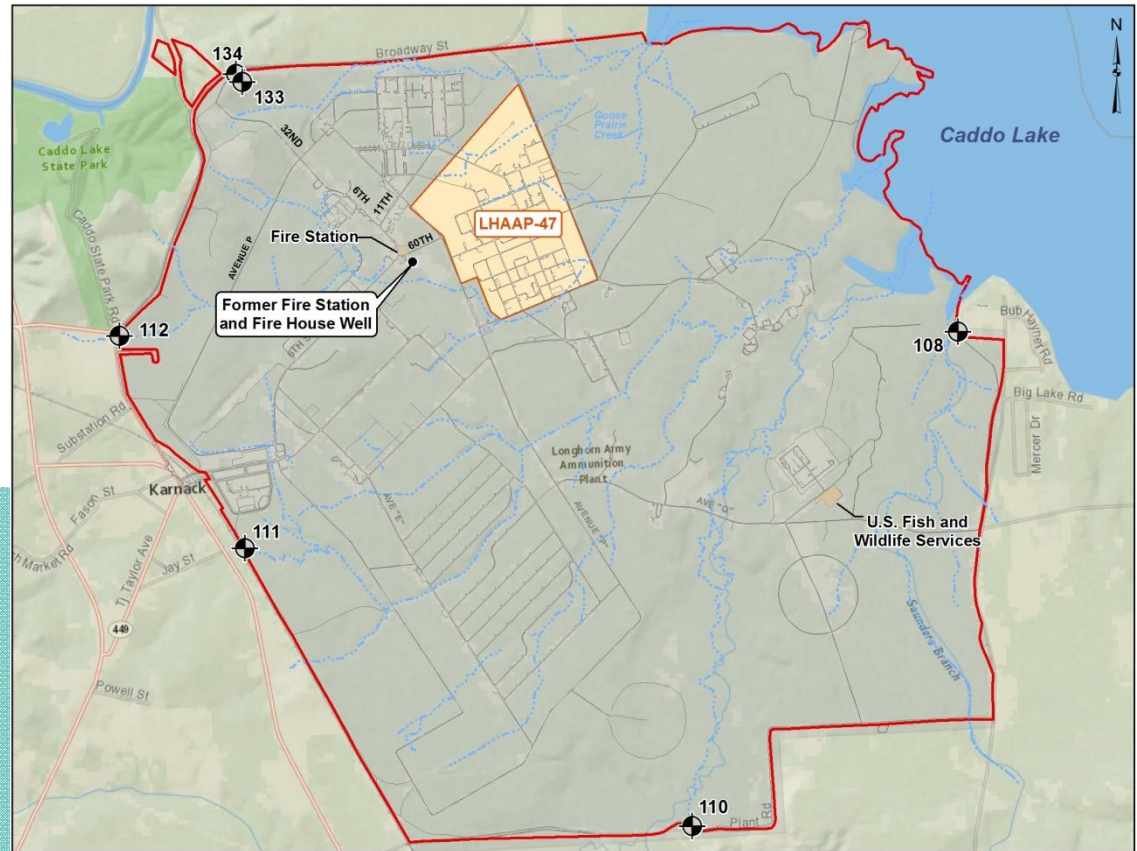 134
133
Broadway St
N
Caddo Lake
State Park
32ND
6TH
11TH
Goose
Prairie
Creek
Caddo Lake
LHAAP-47
Fire Station
60TH
AVENUE P
Former Fire Station
and Fire House Well
Caddo State Park Rd
112
108
Bub Hayner Rd
Big Lake Rd
Mercer Dr
6TH S
Substation Rd
Longhorn Army
Ammunition
Plant
Karnack
Fason St
AVE "E"
AVENUE "P"
AVE "Q"
U.S. Fish and
Wildlife Services
111
Market Rd
Jay St
Tj Taylor Ave
449
Powell St
Saunders Branch
110
Plant Rd